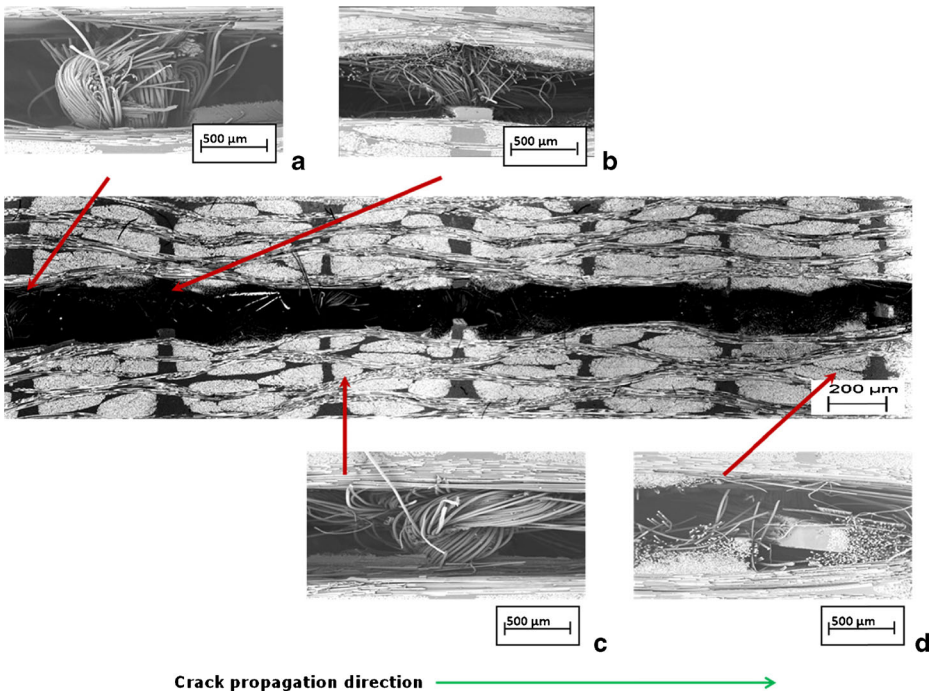 500 µm
a
500 µm
b
200 µm
500 µm
c
500 µm
d
Crack propagation direction